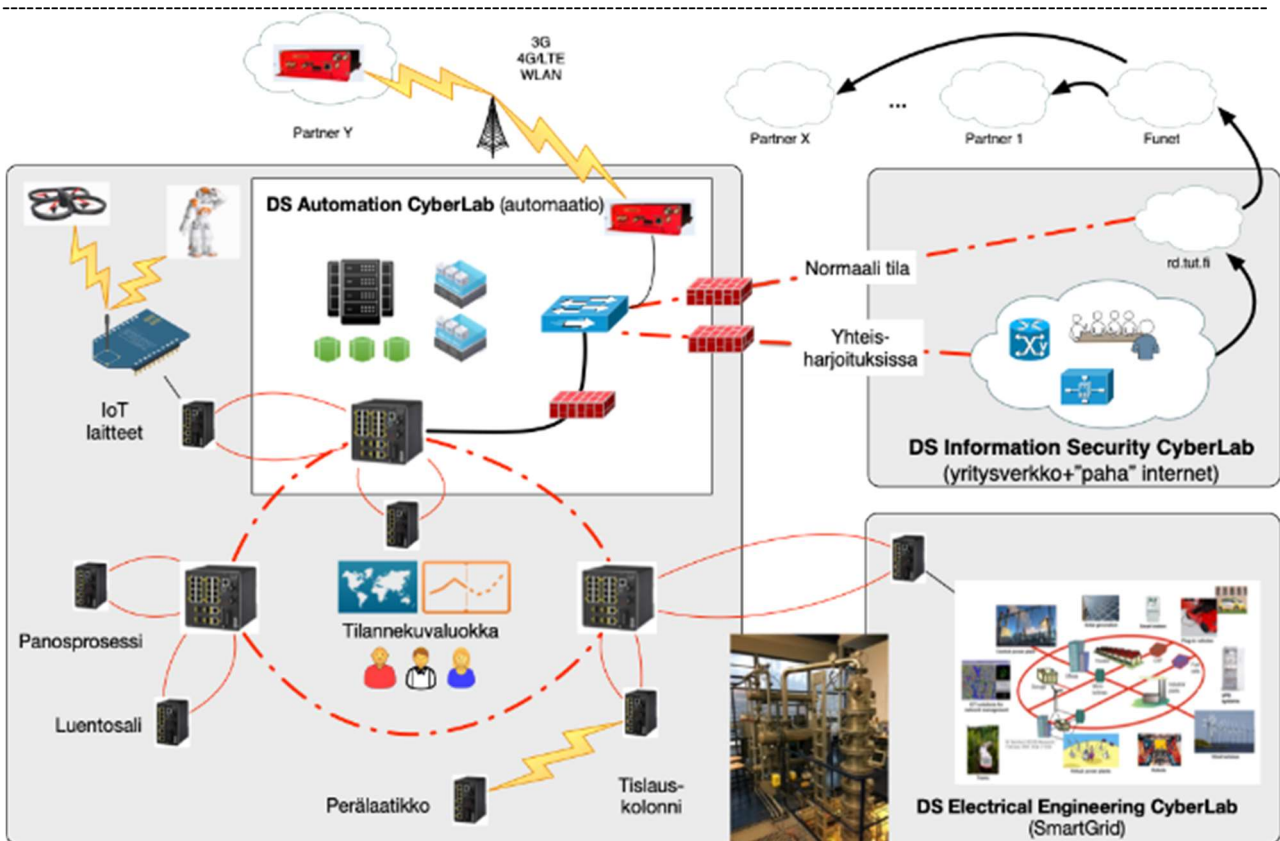 3G
4G/LTE
WLAN
Partner Y
Partner X
...
Partner 1
Funet
DS Automation CyberLab (automaatio)
Normaali tila
rd.tut.fi
Yhteis-
harjoituksissa
IoT
laitteet
DS Information Security CyberLab
(yritysverkko+"paha" internet)
Panosprosessi
Tilannekuvaluokka
Luentosali
Perälaatikko
Tislaus-
kolonni
DS Electrical Engineering CyberLab
(SmartGrid)